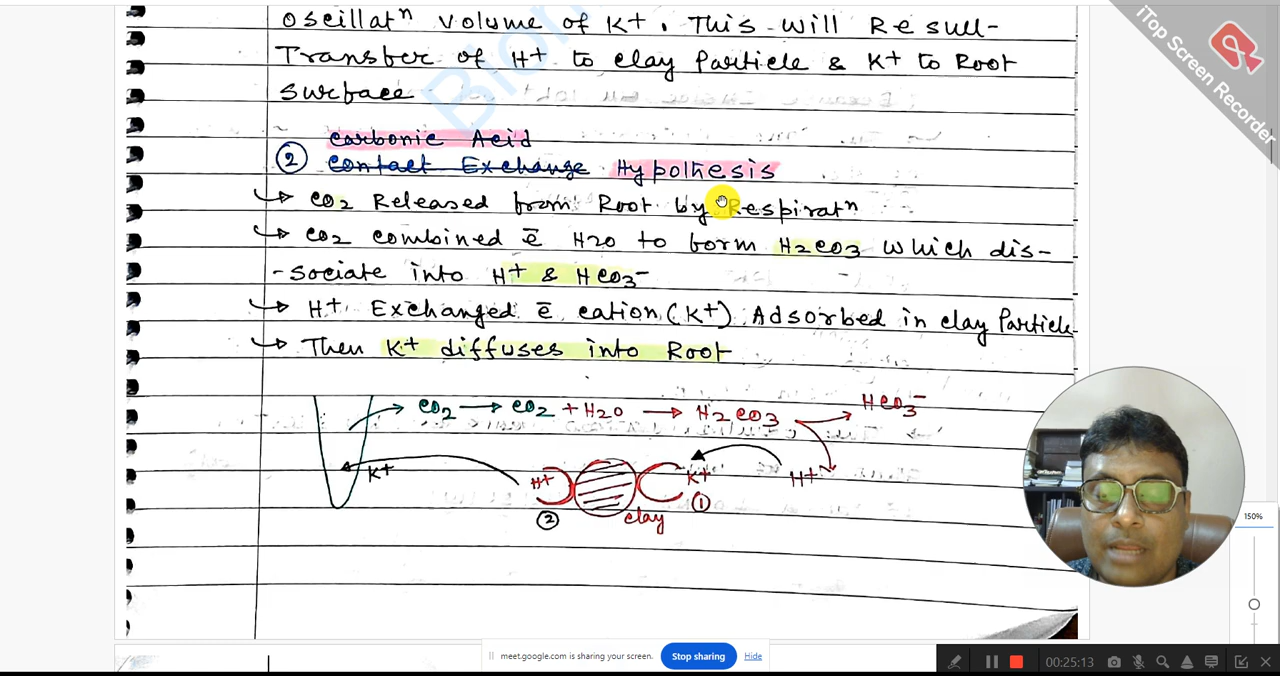 oscillatⁿ volume of K+. This will Resul-
Transfer of H+ to clay Particle & K+ to Root
surface
carbonic Acid
② contact Exchange Hypothesis
↳ CO2 Released from Root by Respiratⁿ
↳ CO2 combined c̄ H2O to form H2CO3 which dis-
-sociate into H+ & HCO3-
↳ H+ Exchanged c̄ cation (K+) Adsorbed in clay Particle
↳ Then K+ diffuses into Root
CO2 → CO2 + H2O → H2CO3 HCO3-
K+ H+ K+ H+
② clay ①
iTop Screen Recorder
150%
meet.google.com is sharing your screen. Stop sharing Hide
00:25:13